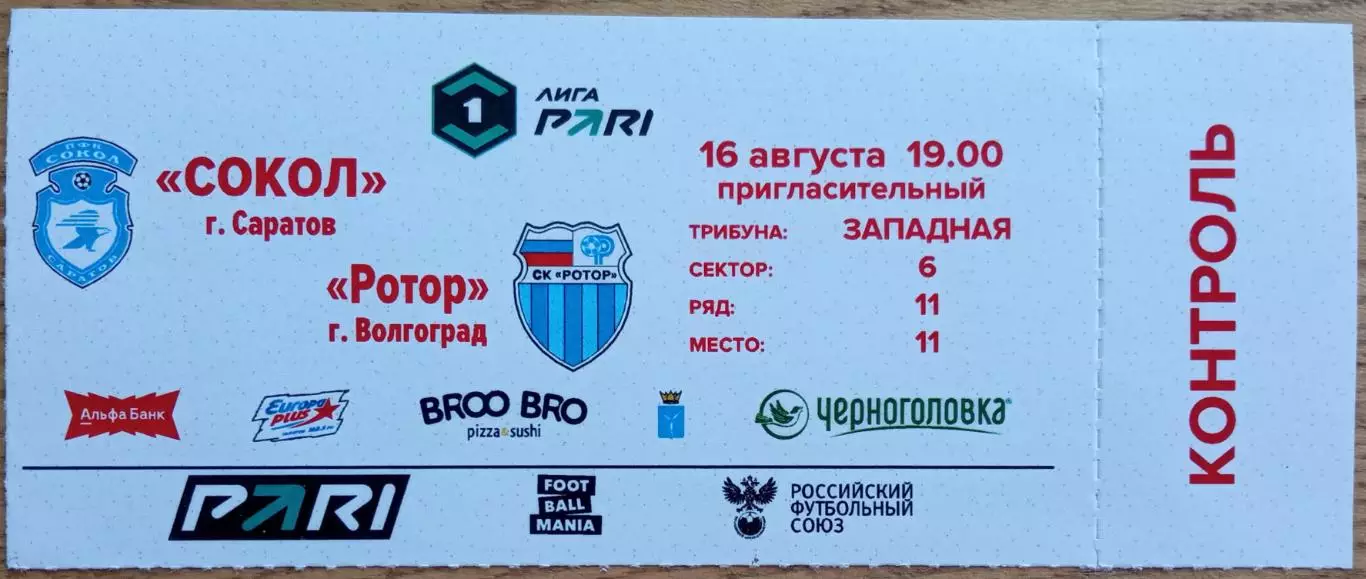 1
ЛИГА
PARI
ПФК
СОКОЛ
САРАТОВ
«СОКОЛ»
г. Саратов
«Ротор»
г. Волгоград
СК «РОТОР»
16 августа 19.00
пригласительный
ТРИБУНА: ЗАПАДНАЯ
СЕКТОР: 6
РЯД: 11
МЕСТО: 11
КОНТРОЛЬ
Альфа Банк
Европа
PLUS
BROO BRO
pizza&sushi
ЧЕРНОГОЛОВКА®
PARI
FOOT
BALL
MANIA
РОССИЙСКИЙ
ФУТБОЛЬНЫЙ
СОЮЗ